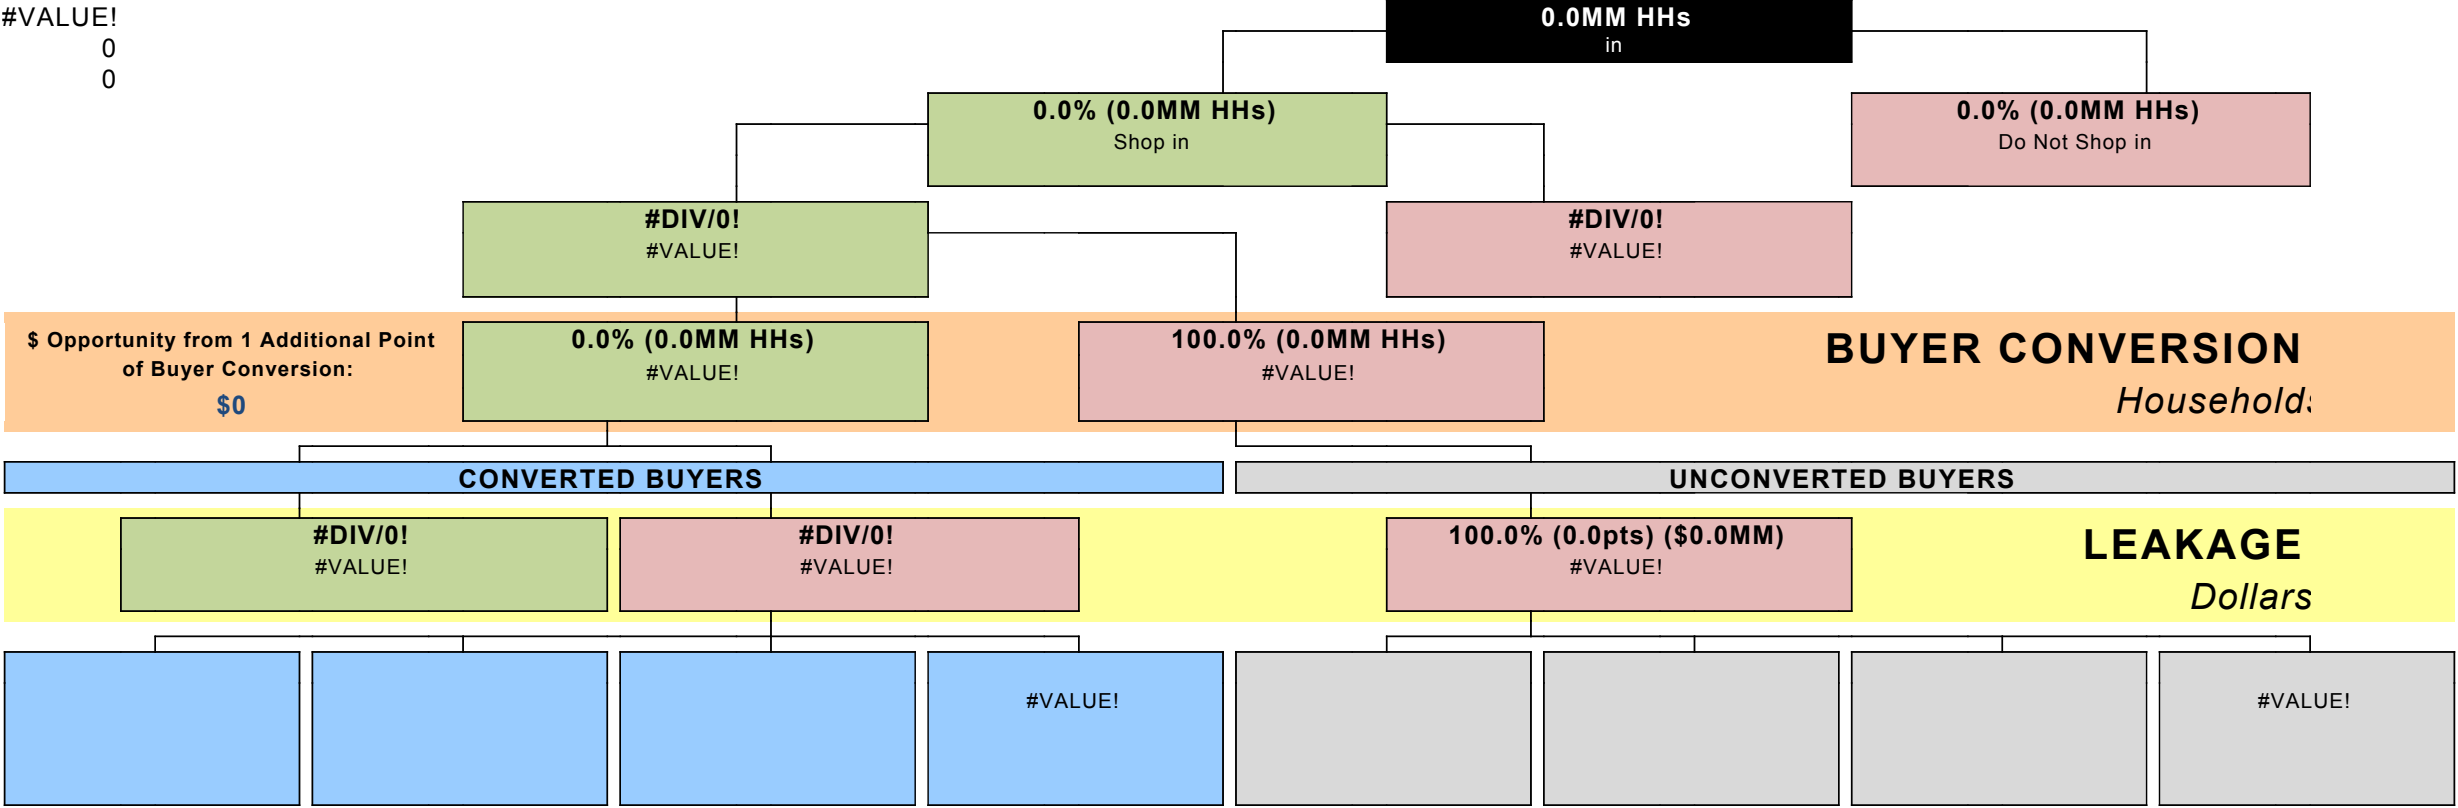 #VALUE!
0
0
0.0MM HHs
in
0.0% (0.0MM HHs)
Shop in
0.0% (0.0MM HHs)
Do Not Shop in
#DIV/0!
#VALUE!
#DIV/0!
#VALUE!
$ Opportunity from 1 Additional Point
of Buyer Conversion:
$0
0.0% (0.0MM HHs)
#VALUE!
100.0% (0.0MM HHs)
#VALUE!
BUYER CONVERSION
Households
CONVERTED BUYERS
UNCONVERTED BUYERS
#DIV/0!
#VALUE!
#DIV/0!
#VALUE!
100.0% (0.0pts) ($0.0MM)
#VALUE!
LEAKAGE
Dollars
#VALUE!
#VALUE!